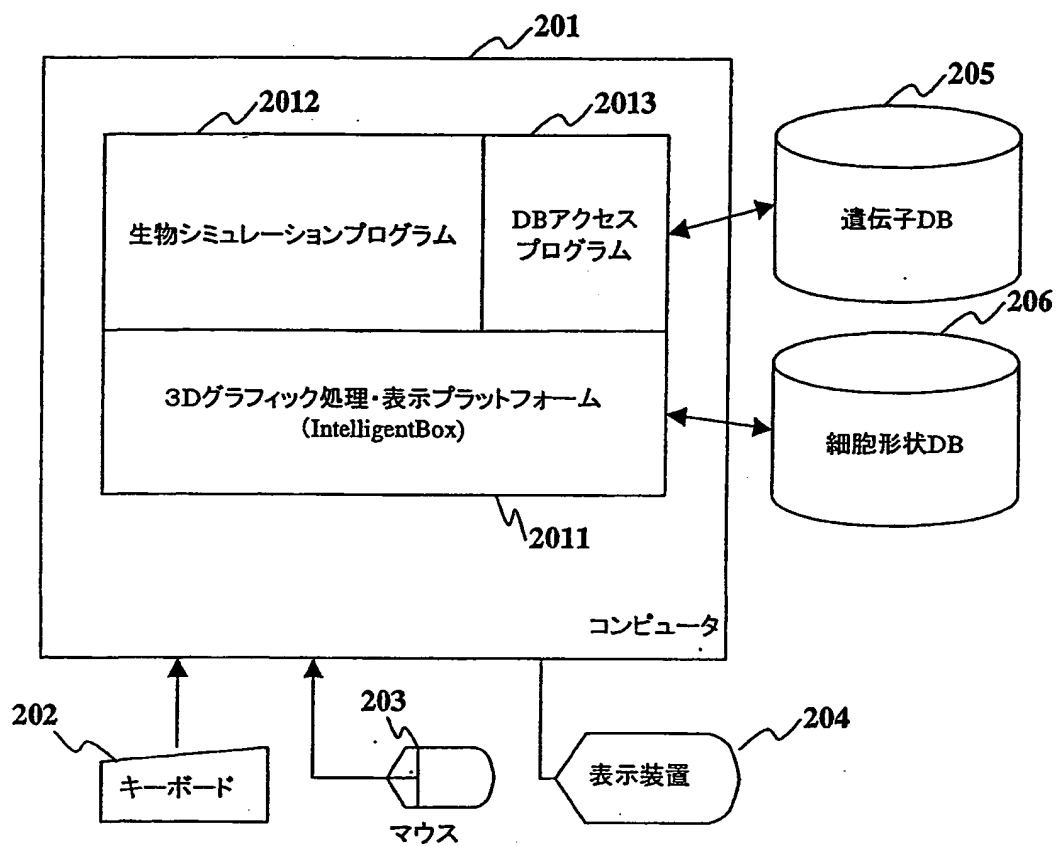 201
2012
2013
205
生物シミュレーションプログラム
DBアクセス
プログラム
遺伝子DB
206
3Dグラフィック処理・表示プラットフォーム
(IntelligentBox)
細胞形状DB
2011
コンピュータ
202
203
204
キーボード
表示装置
マウス